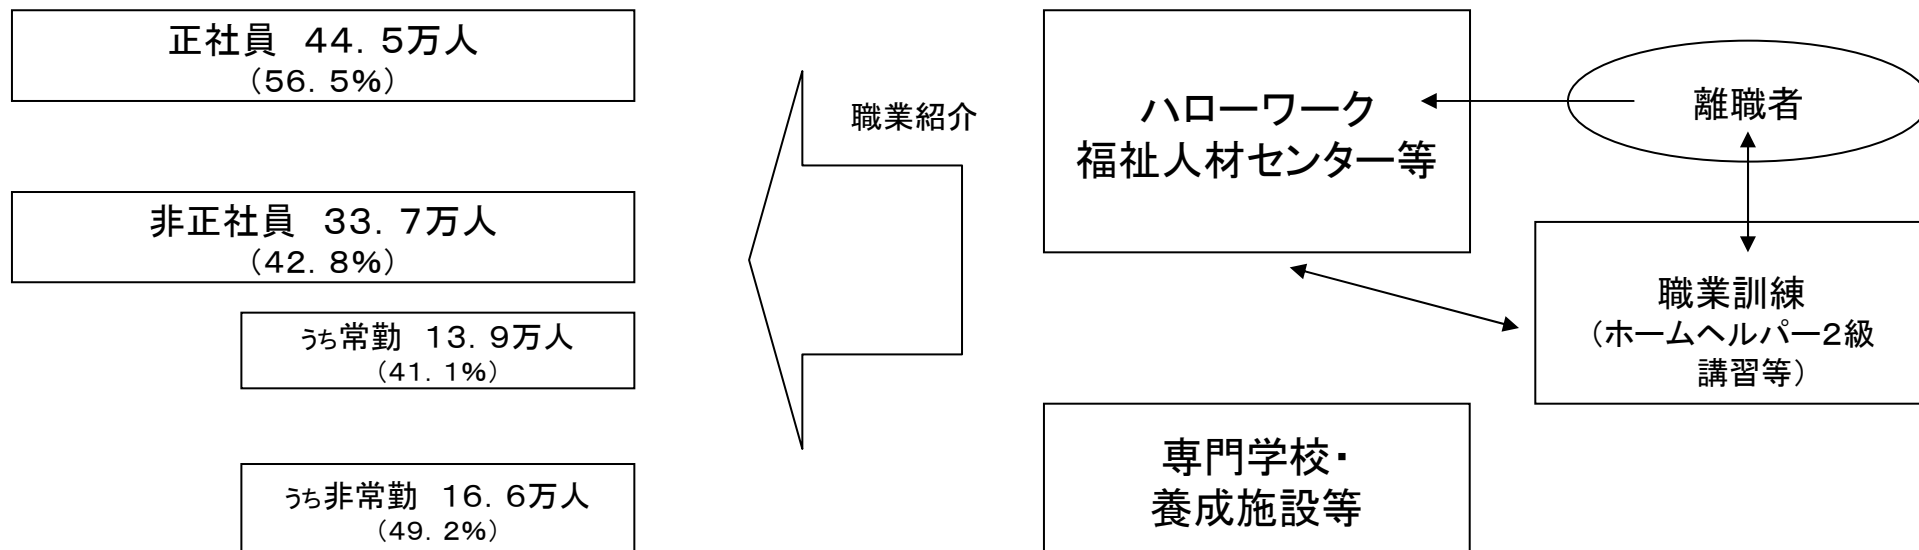 正社員　44．5万人
（56．5%）
非正社員　33．7万人
（42．8%）
うち常勤　13．9万人
（41．1%）
うち非常勤　16．6万人
（49．2%）
職業紹介
ハローワーク
福祉人材センター等
専門学校・
養成施設等
離職者
職業訓練
（ホームヘルパー2級
講習等）